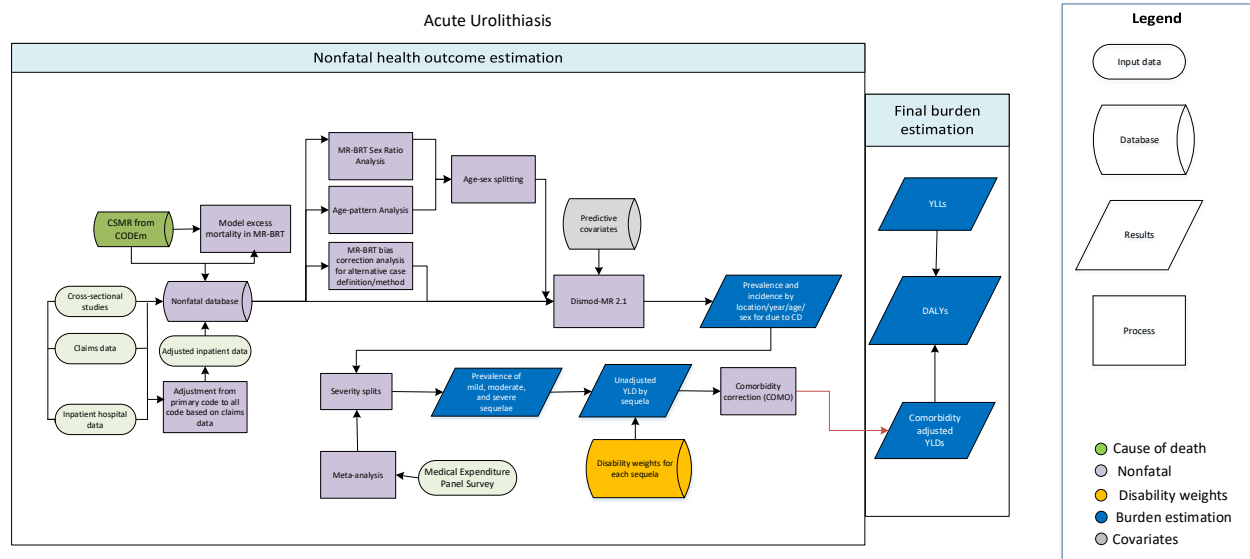 Acute Urolithiasis
Nonfatal health outcome estimation
MR-BRT Sex Ratio
Analysis
Age-sex splitting
Age-pattern Analysis
CSMR from
CODEm
Model excess
mortality in MR-BRT
Predictive
covariates
MR-BRT bias
correction analysis
for alternative case
definition/method
Cross-sectional
studies
Nonfatal database
Dismod-MR 2.1
Prevalence and
incidence by
location/year/age/
sex for due to CD
Claims data
Adjusted inpatient data
Inpatient hospital
data
Adjustment from
primary code to all
code based on claims
data
Severity splits
Prevalence of
mild, moderate,
and severe
sequelae
Unadjusted
YLD by
sequela
Comorbidity
correction (COMO)
Meta-analysis
Medical Expenditure
Panel Survey
Disability weights for
each sequela
Final burden
estimation
YLLs
DALYs
Comorbidity
adjusted
YLDs
Legend
Input data
Database
Results
Process
Cause of death
Nonfatal
Disability weights
Burden estimation
Covariates